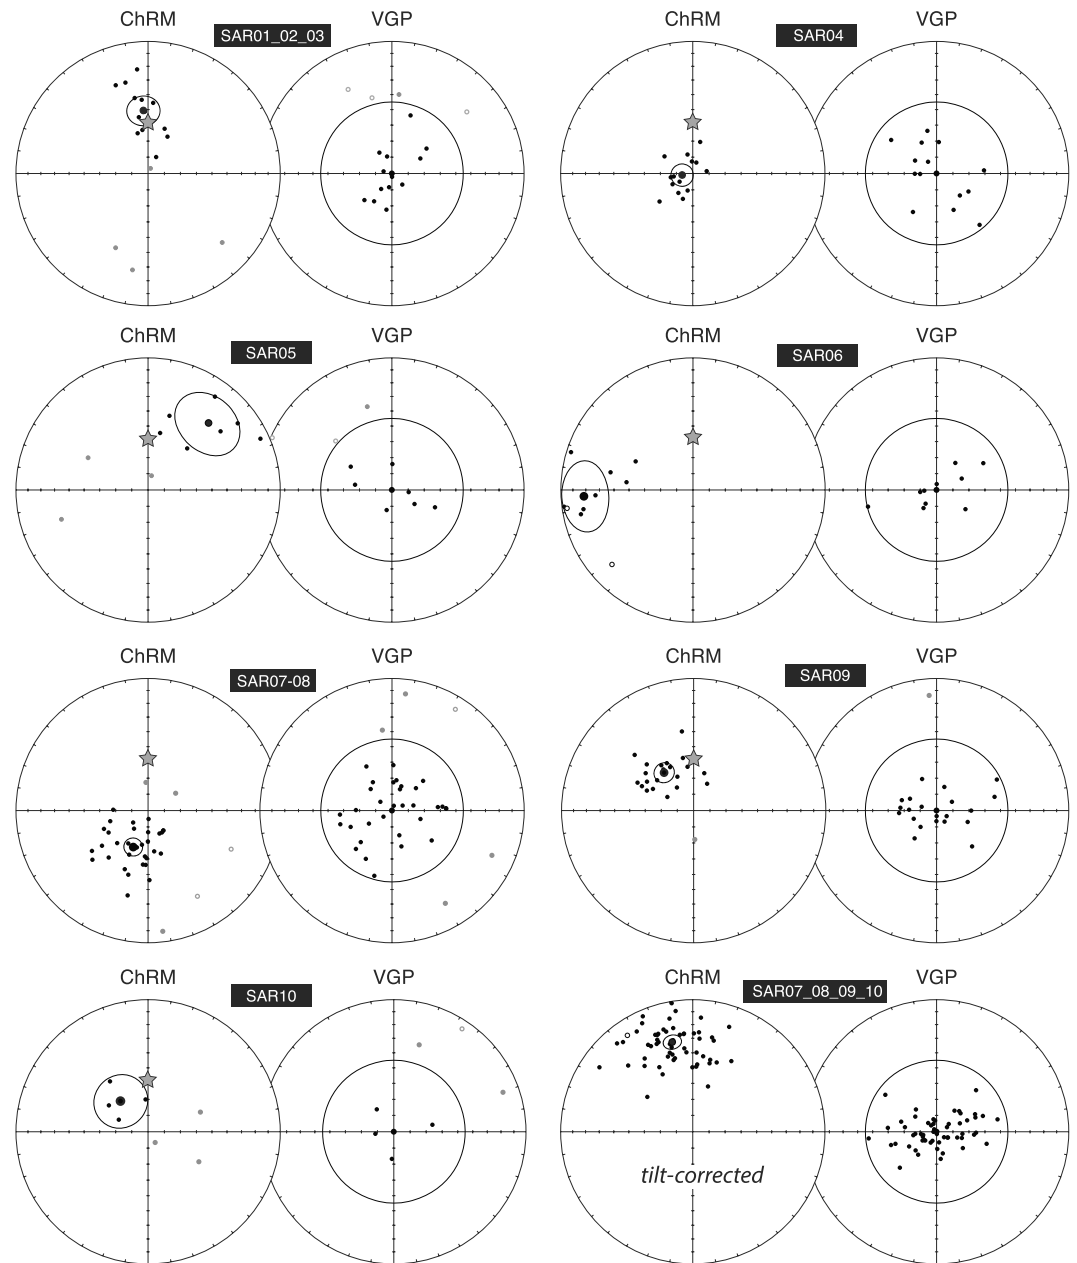 ChRM
VGP
SAR01_02_03
ChRM
VGP
SAR04
ChRM
VGP
SAR05
ChRM
VGP
SAR06
ChRM
VGP
SAR07-08
ChRM
VGP
SAR09
ChRM
VGP
SAR10
ChRM
VGP
SAR07_08_09_10
tilt-corrected